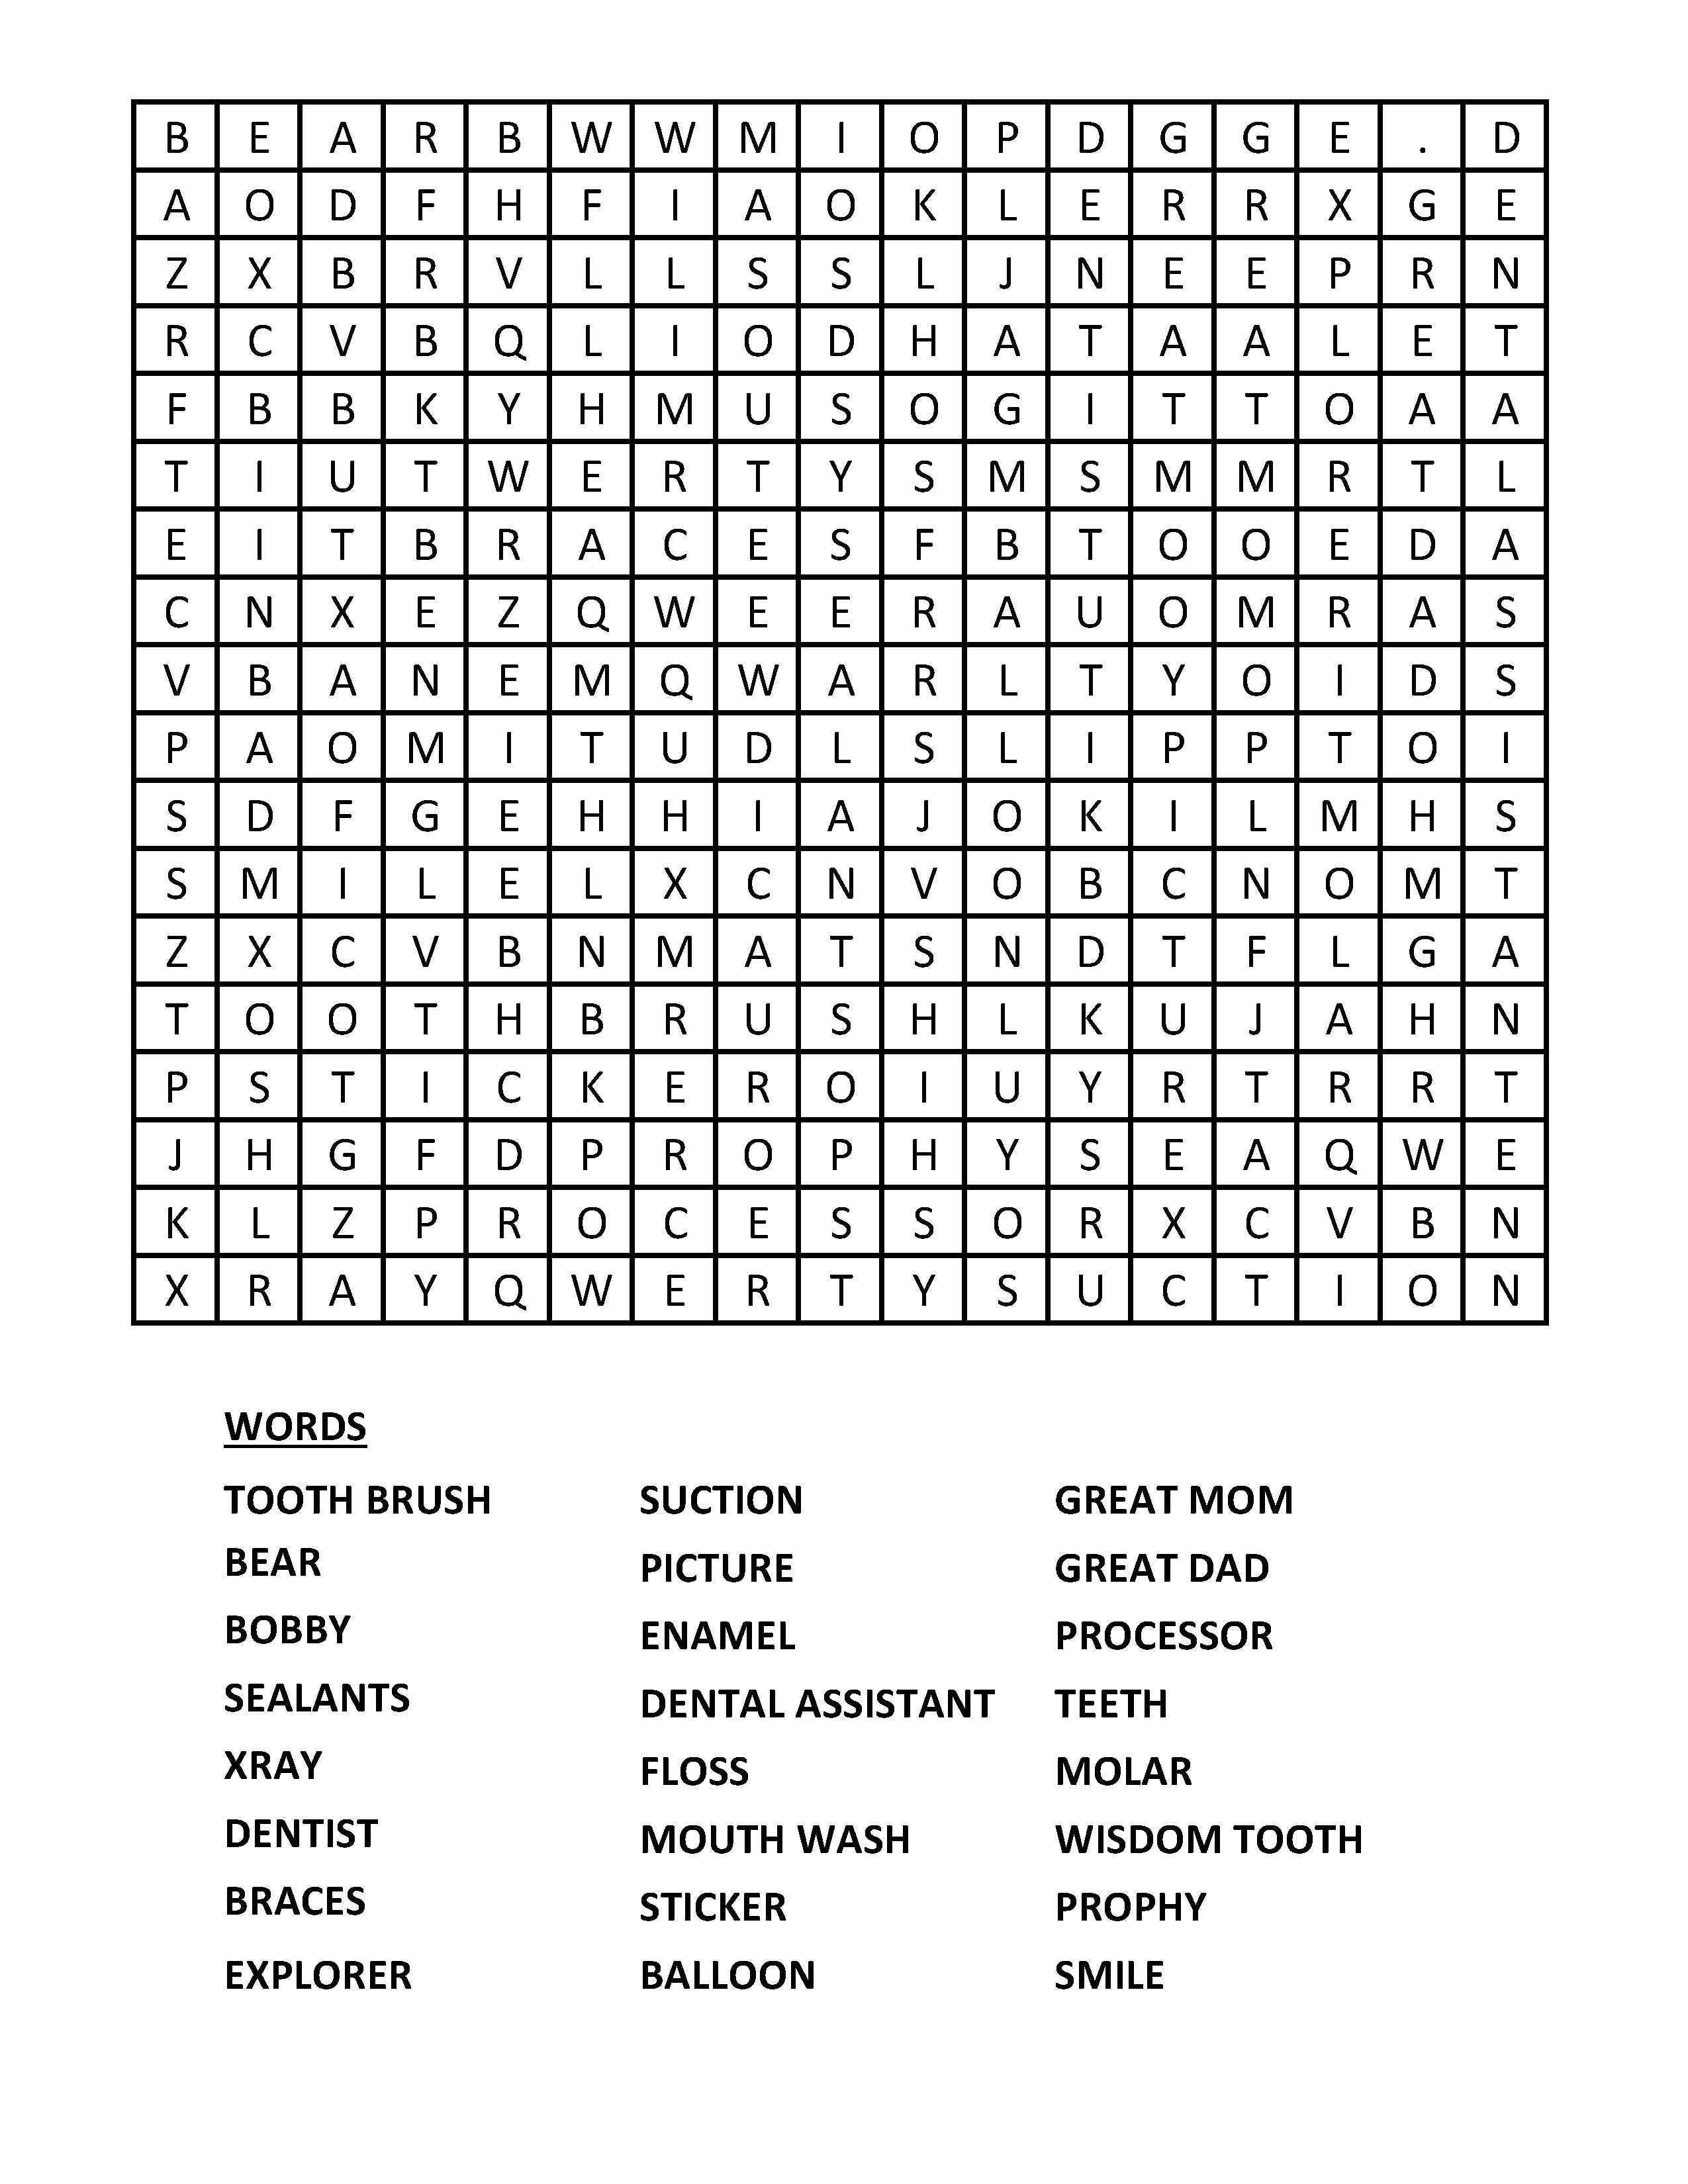 B E A R B W W M I O P D G G E . D
A O D F H F I A O K L E R R X G E
Z X B R V L L S S L J N E E P R N
R C V B Q L I O D H A T A A L E T
F B B K Y H M U S O G I T T O A A
T I U T W E R T Y S M S M M R T L
E I T B R A C E S F B T O O E D A
C N X E Z Q W E E R A U O M R A S
V B A N E M Q W A R L T Y O I D S
P A O M I T U D L S L I P P T O I
S D F G E H H I A J O K I L M H S
S M I L E L X C N V O B C N O M T
Z X C V B N M A T S N D T F L G A
T O O T H B R U S H L K U J A H N
P S T I C K E R O I U Y R T R R T
J H G F D P R O P H Y S E A Q W E
K L Z P R O C E S S O R X C V B N
X R A Y Q W E R T Y S U C T I O N
WORDS
TOOTH BRUSH SUCTION GREAT MOM
BEAR PICTURE GREAT DAD
BOBBY ENAMEL PROCESSOR
SEALANTS DENTAL ASSISTANT TEETH
XRAY FLOSS MOLAR
DENTIST MOUTH WASH WISDOM TOOTH
BRACES STICKER PROPHY
EXPLORER BALLOON SMILE